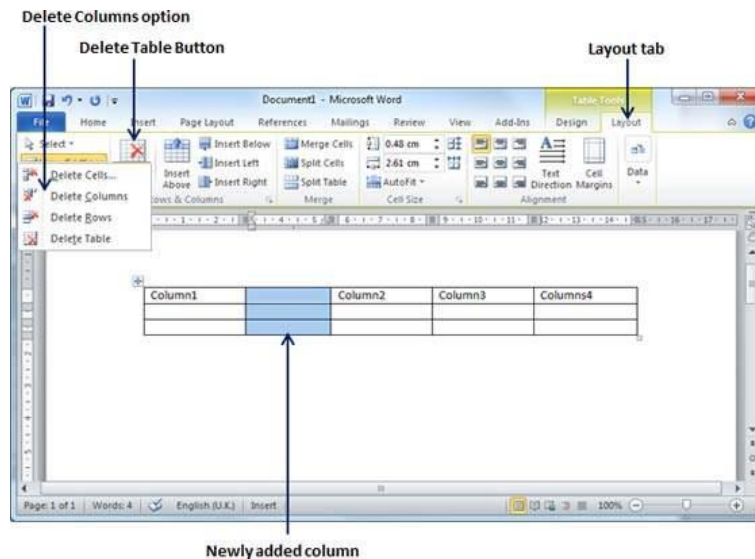 Delete Columns option
Delete Table Button
Layout tab
Document1 - Microsoft Word
Table Tools
File Home Insert Page Layout References Mailings Review View Add-Ins Design Layout
Select
Insert Above
Insert Below
Insert Left
Insert Right
Merge Cells
Split Cells
Split Table
0.48 cm
2.61 cm
AutoFit
Text Direction
Cell Margins
Data
Columns
Merge
Cell Size
Alignment
Delete Cells...
Delete Columns
Delete Rows
Delete Table
Column1 Column2 Column3 Columns4
Page: 1 of 1 Words: 4 English (U.K.) Insert 100%
Newly added column